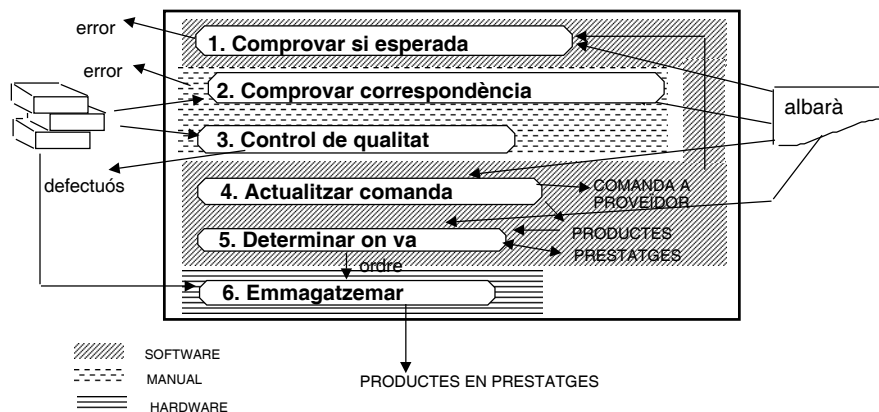 error
1. Comprovar si esperada
error
2. Comprovar correspondència
albarà
3. Control de qualitat
defectuós
4. Actualitzar comanda
COMANDA A
PROVEÏDOR
5. Determinar on va
PRODUCTES
PRESTATGES
ordre
6. Emmagatzemar
SOFTWARE
MANUAL
HARDWARE
PRODUCTES EN PRESTATGES